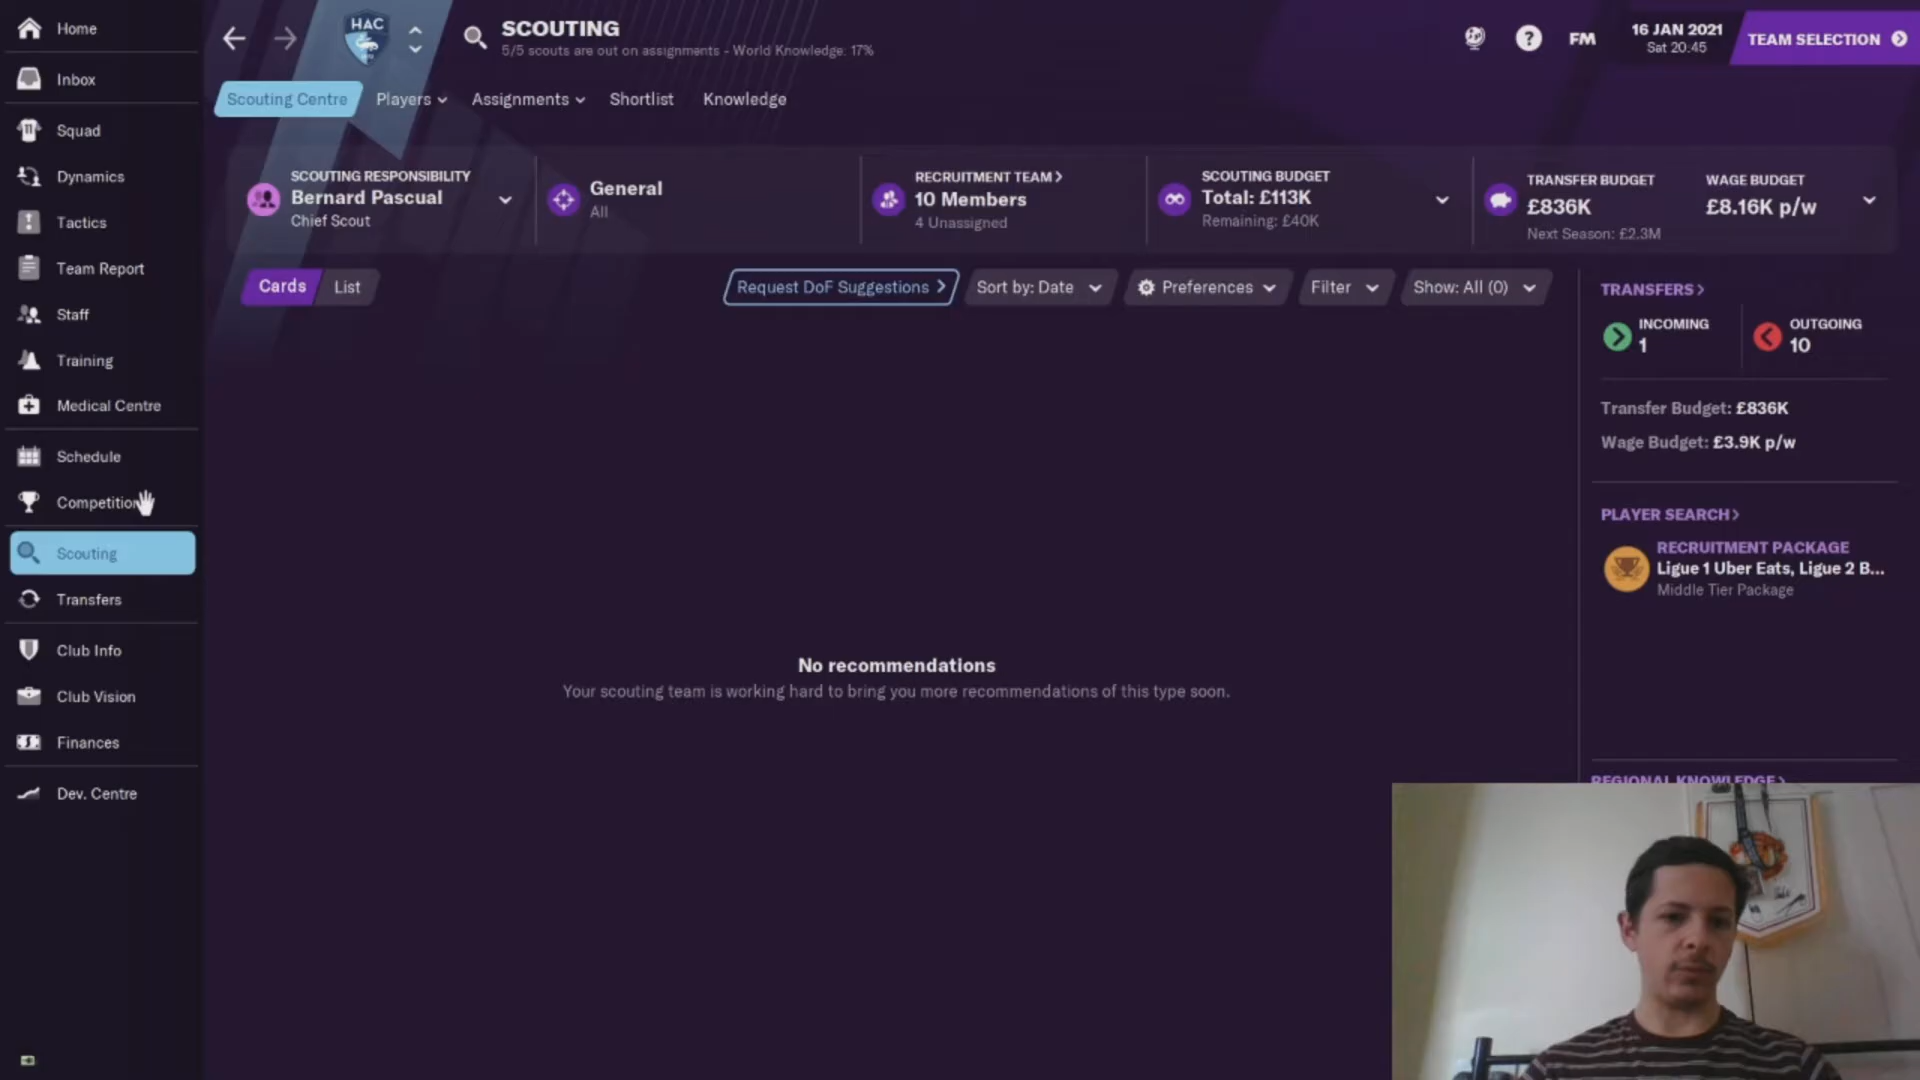 Home
Inbox
Squad
Dynamics
Tactics
Team Report
Staff
Training
Medical Centre
Schedule
Competition
Scouting
Transfers
Club Info
Club Vision
Finances
Dev. Centre
HAC
SCOUTING
5/5 scouts are out on assignments - World Knowledge: 17%
FM
16 JAN 2021
Sat 20:45
TEAM SELECTION
Scouting Centre
Players
Assignments
Shortlist
Knowledge
SCOUTING RESPONSIBILITY
Bernard Pascual
Chief Scout
General
All
RECRUITMENT TEAM >
10 Members
4 Unassigned
SCOUTING BUDGET
Total: £113K
Remaining: £40K
TRANSFER BUDGET
£836K
Next Season: £2.3M
WAGE BUDGET
£8.16K p/w
Cards
List
Request DoF Suggestions >
Sort by: Date
Preferences
Filter
Show: All (0)
No recommendations
Your scouting team is working hard to bring you more recommendations of this type soon.
TRANSFERS >
INCOMING
1
OUTGOING
10
Transfer Budget: £836K
Wage Budget: £3.9K p/w
PLAYER SEARCH >
RECRUITMENT PACKAGE
Ligue 1 Uber Eats, Ligue 2 B...
Middle Tier Package
REGIONAL KNOWLEDGE >